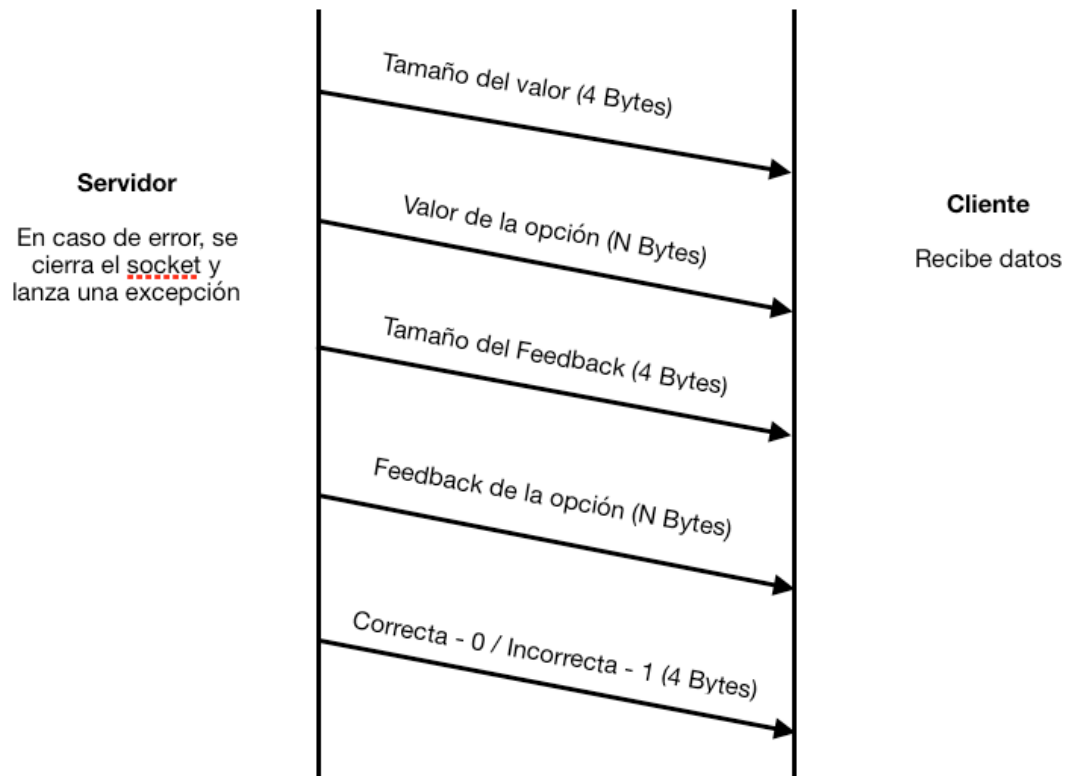 Tamaño del valor (4 Bytes)
Servidor
En caso de error, se
cierra el socket y
lanza una excepción
Valor de la opción (N Bytes)
Cliente
Recibe datos
Tamaño del Feedback (4 Bytes)
Feedback de la opción (N Bytes)
Correcta - 0 / Incorrecta - 1 (4 Bytes)